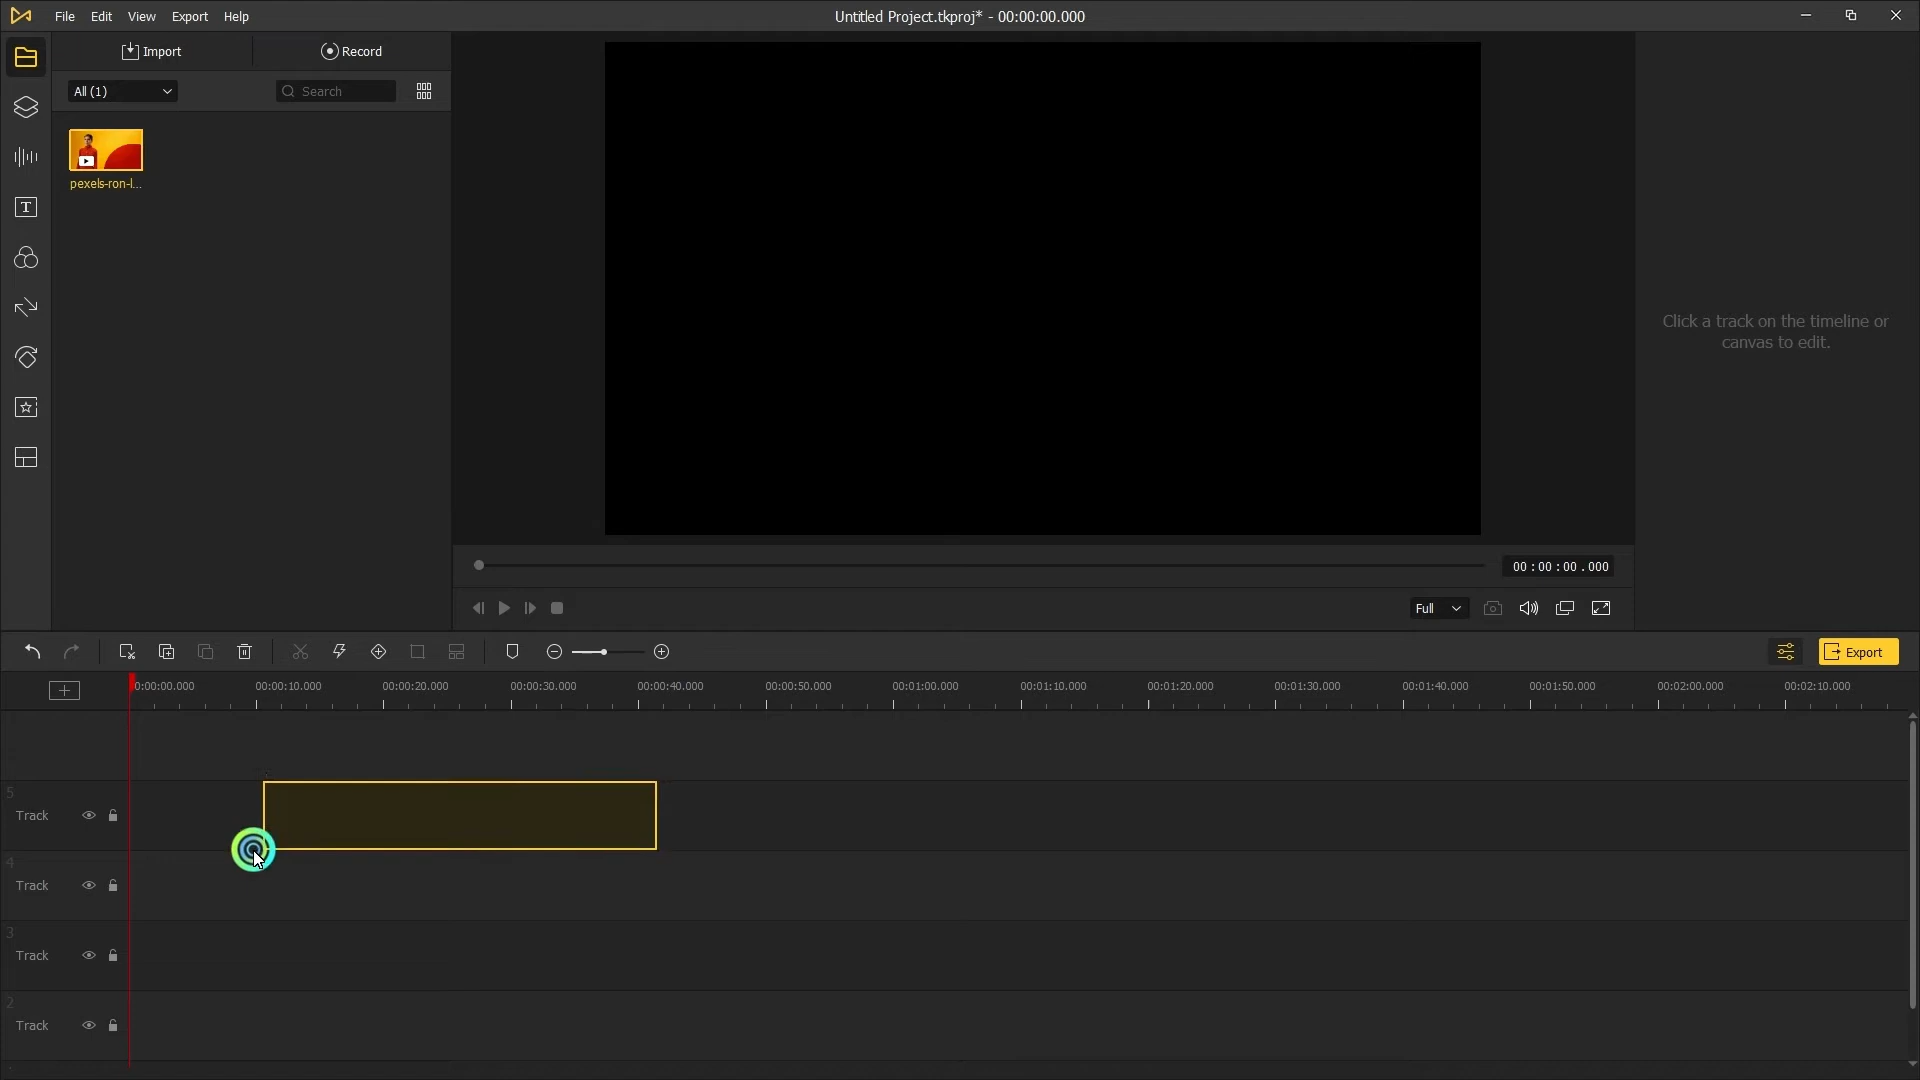 File Edit View Export Help
Untitled Project.tkproj* - 00:00:00.000
Import
Record
All (1)
Search
pexels-ron-l...
Click a track on the timeline or
canvas to edit.
00:00:00.000
Full
Export
0:00:00.000 00:00:10.000 00:00:20.000 00:00:30.000 00:00:40.000 00:00:50.000 00:01:00.000 00:01:10.000 00:01:20.000 00:01:30.000 00:01:40.000 00:01:50.000 00:02:00.000 00:02:10.000
5
Track
4
Track
3
Track
2
Track